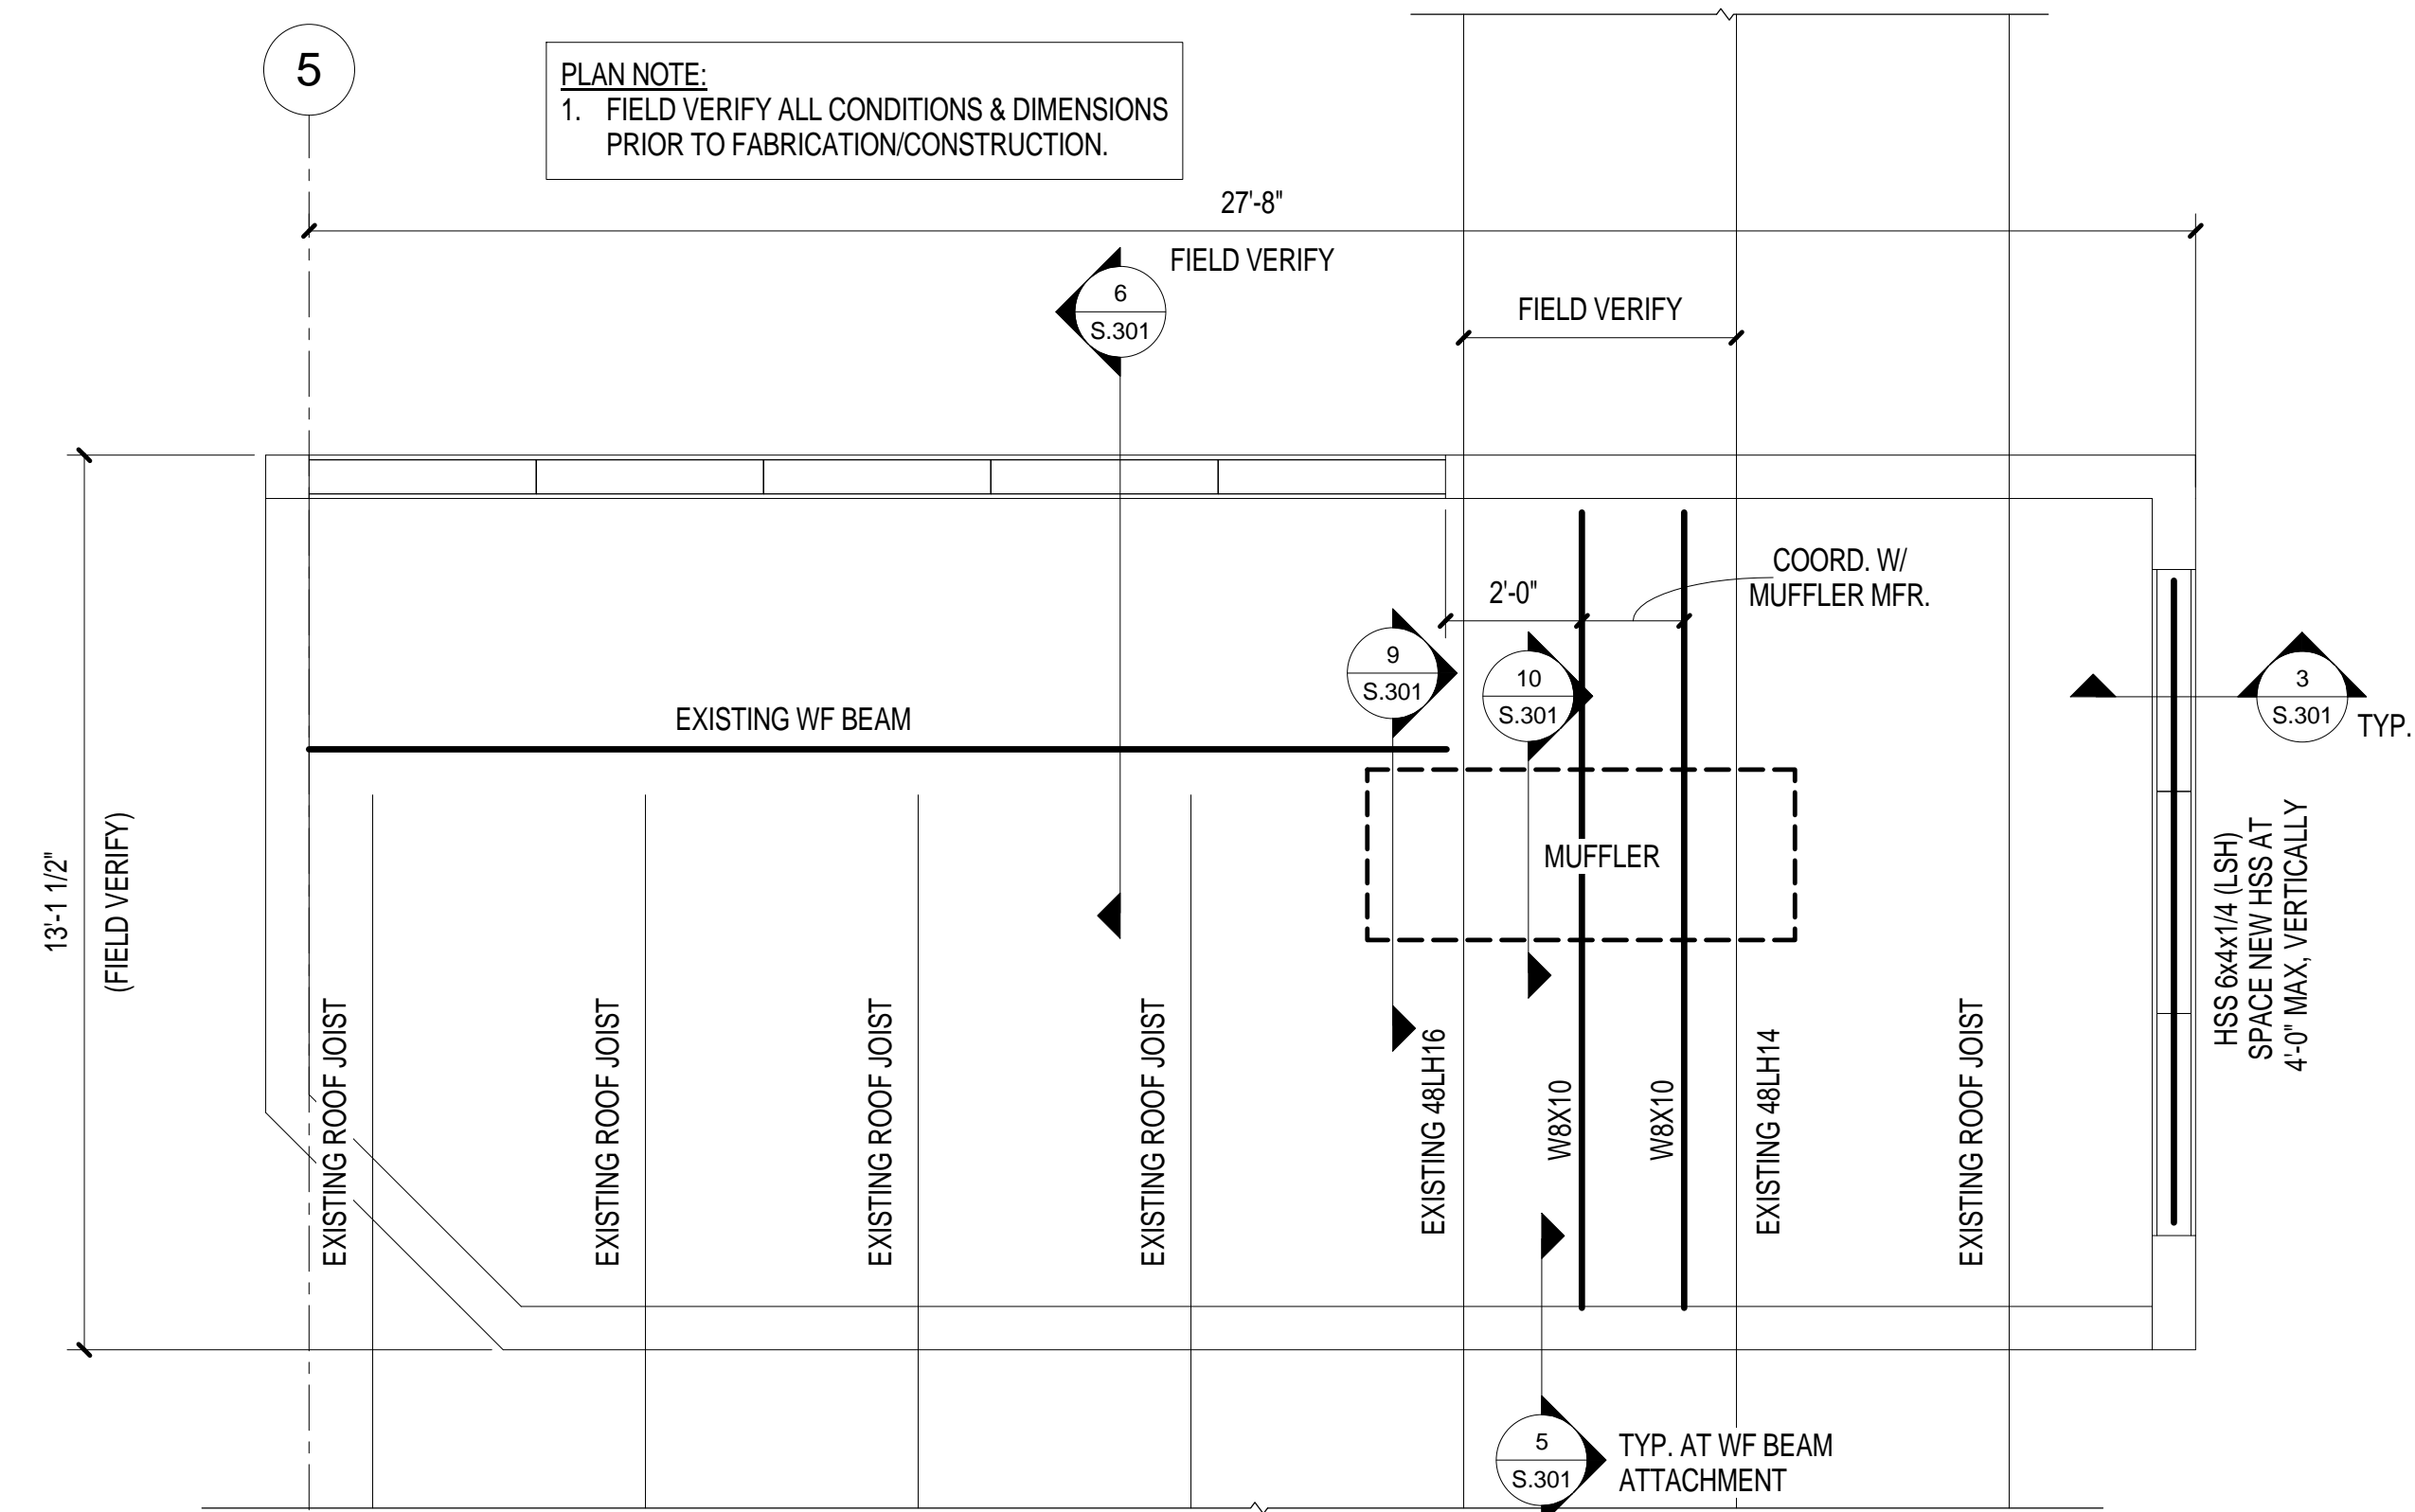 5
PLAN NOTE:
1. FIELD VERIFY ALL CONDITIONS & DIMENSIONS
PRIOR TO FABRICATION/CONSTRUCTION.
27'-8"
FIELD VERIFY
6
S.301
FIELD VERIFY
COORD. W/
MUFFLER MFR.
2'-0"
9
S.301
10
S.301
3
S.301
TYP.
EXISTING WF BEAM
MUFFLER
13'-1 1/2"
(FIELD VERIFY)
HSS 6x4x1/4 (LSH)
SPACE NEW HSS AT
4'-0" MAX, VERTICALLY
EXISTING ROOF JOIST
EXISTING ROOF JOIST
EXISTING ROOF JOIST
EXISTING ROOF JOIST
EXISTING 48LH16
W8X10
W8X10
EXISTING 48LH14
EXISTING ROOF JOIST
5
S.301
TYP. AT WF BEAM
ATTACHMENT